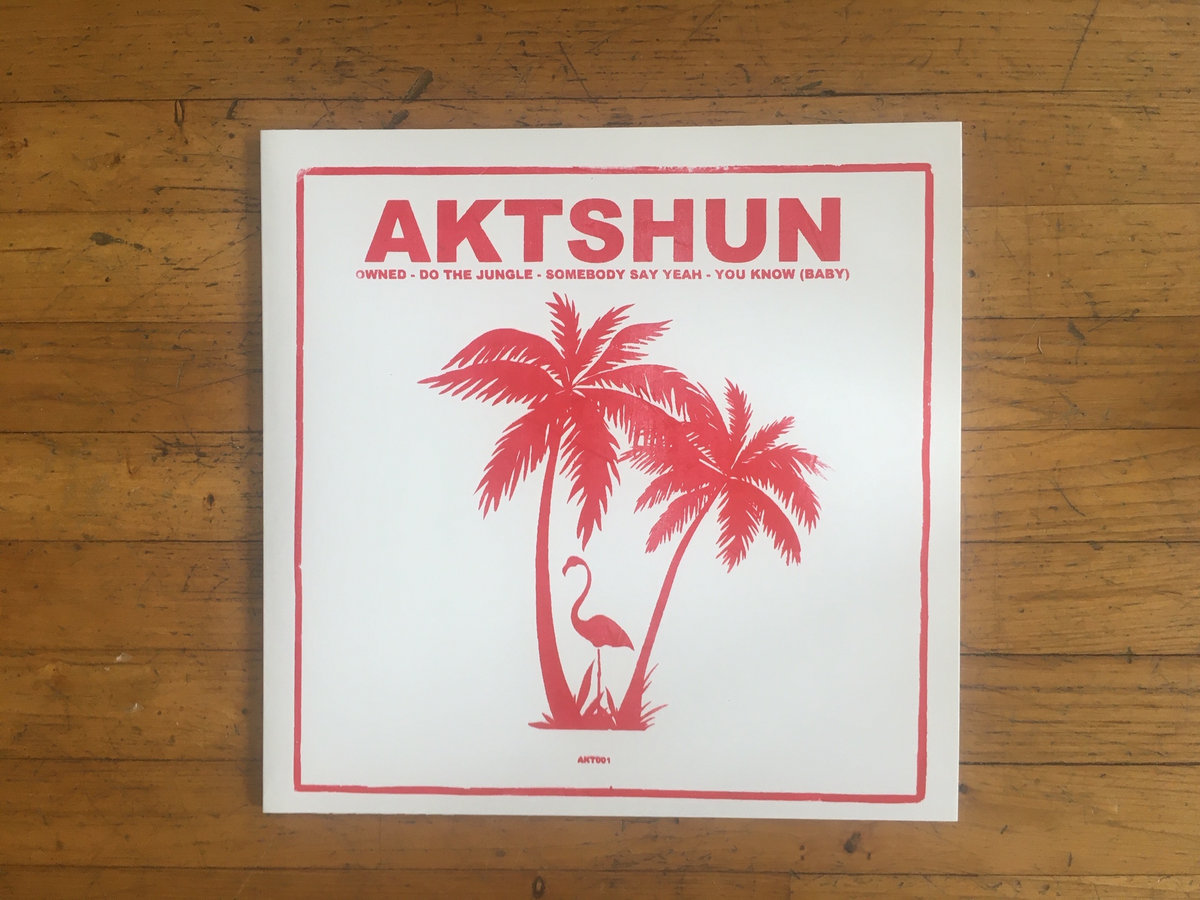 AKTSHUN
OWNED - DO THE JUNGLE - SOMEBODY SAY YEAH - YOU KNOW (BABY)
AKT001